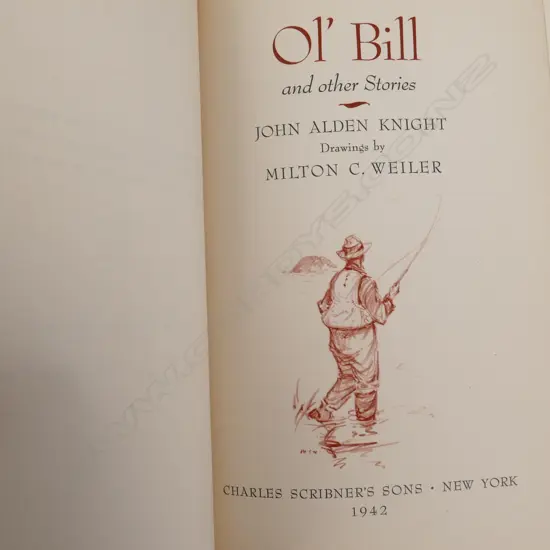 Ol' Bill
and other Stories
JOHN ALDEN KNIGHT
Drawings by
MILTON C. WEILER
CHARLES SCRIBNER'S SONS · NEW YORK
1942